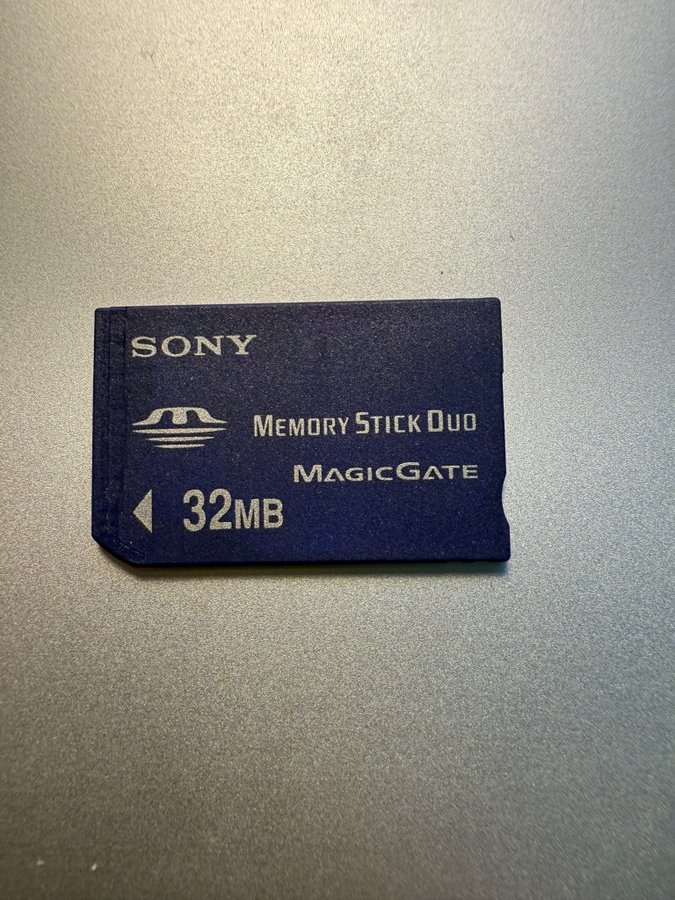 SONY
MEMORY STICK DUO
MAGICGATE
32MB